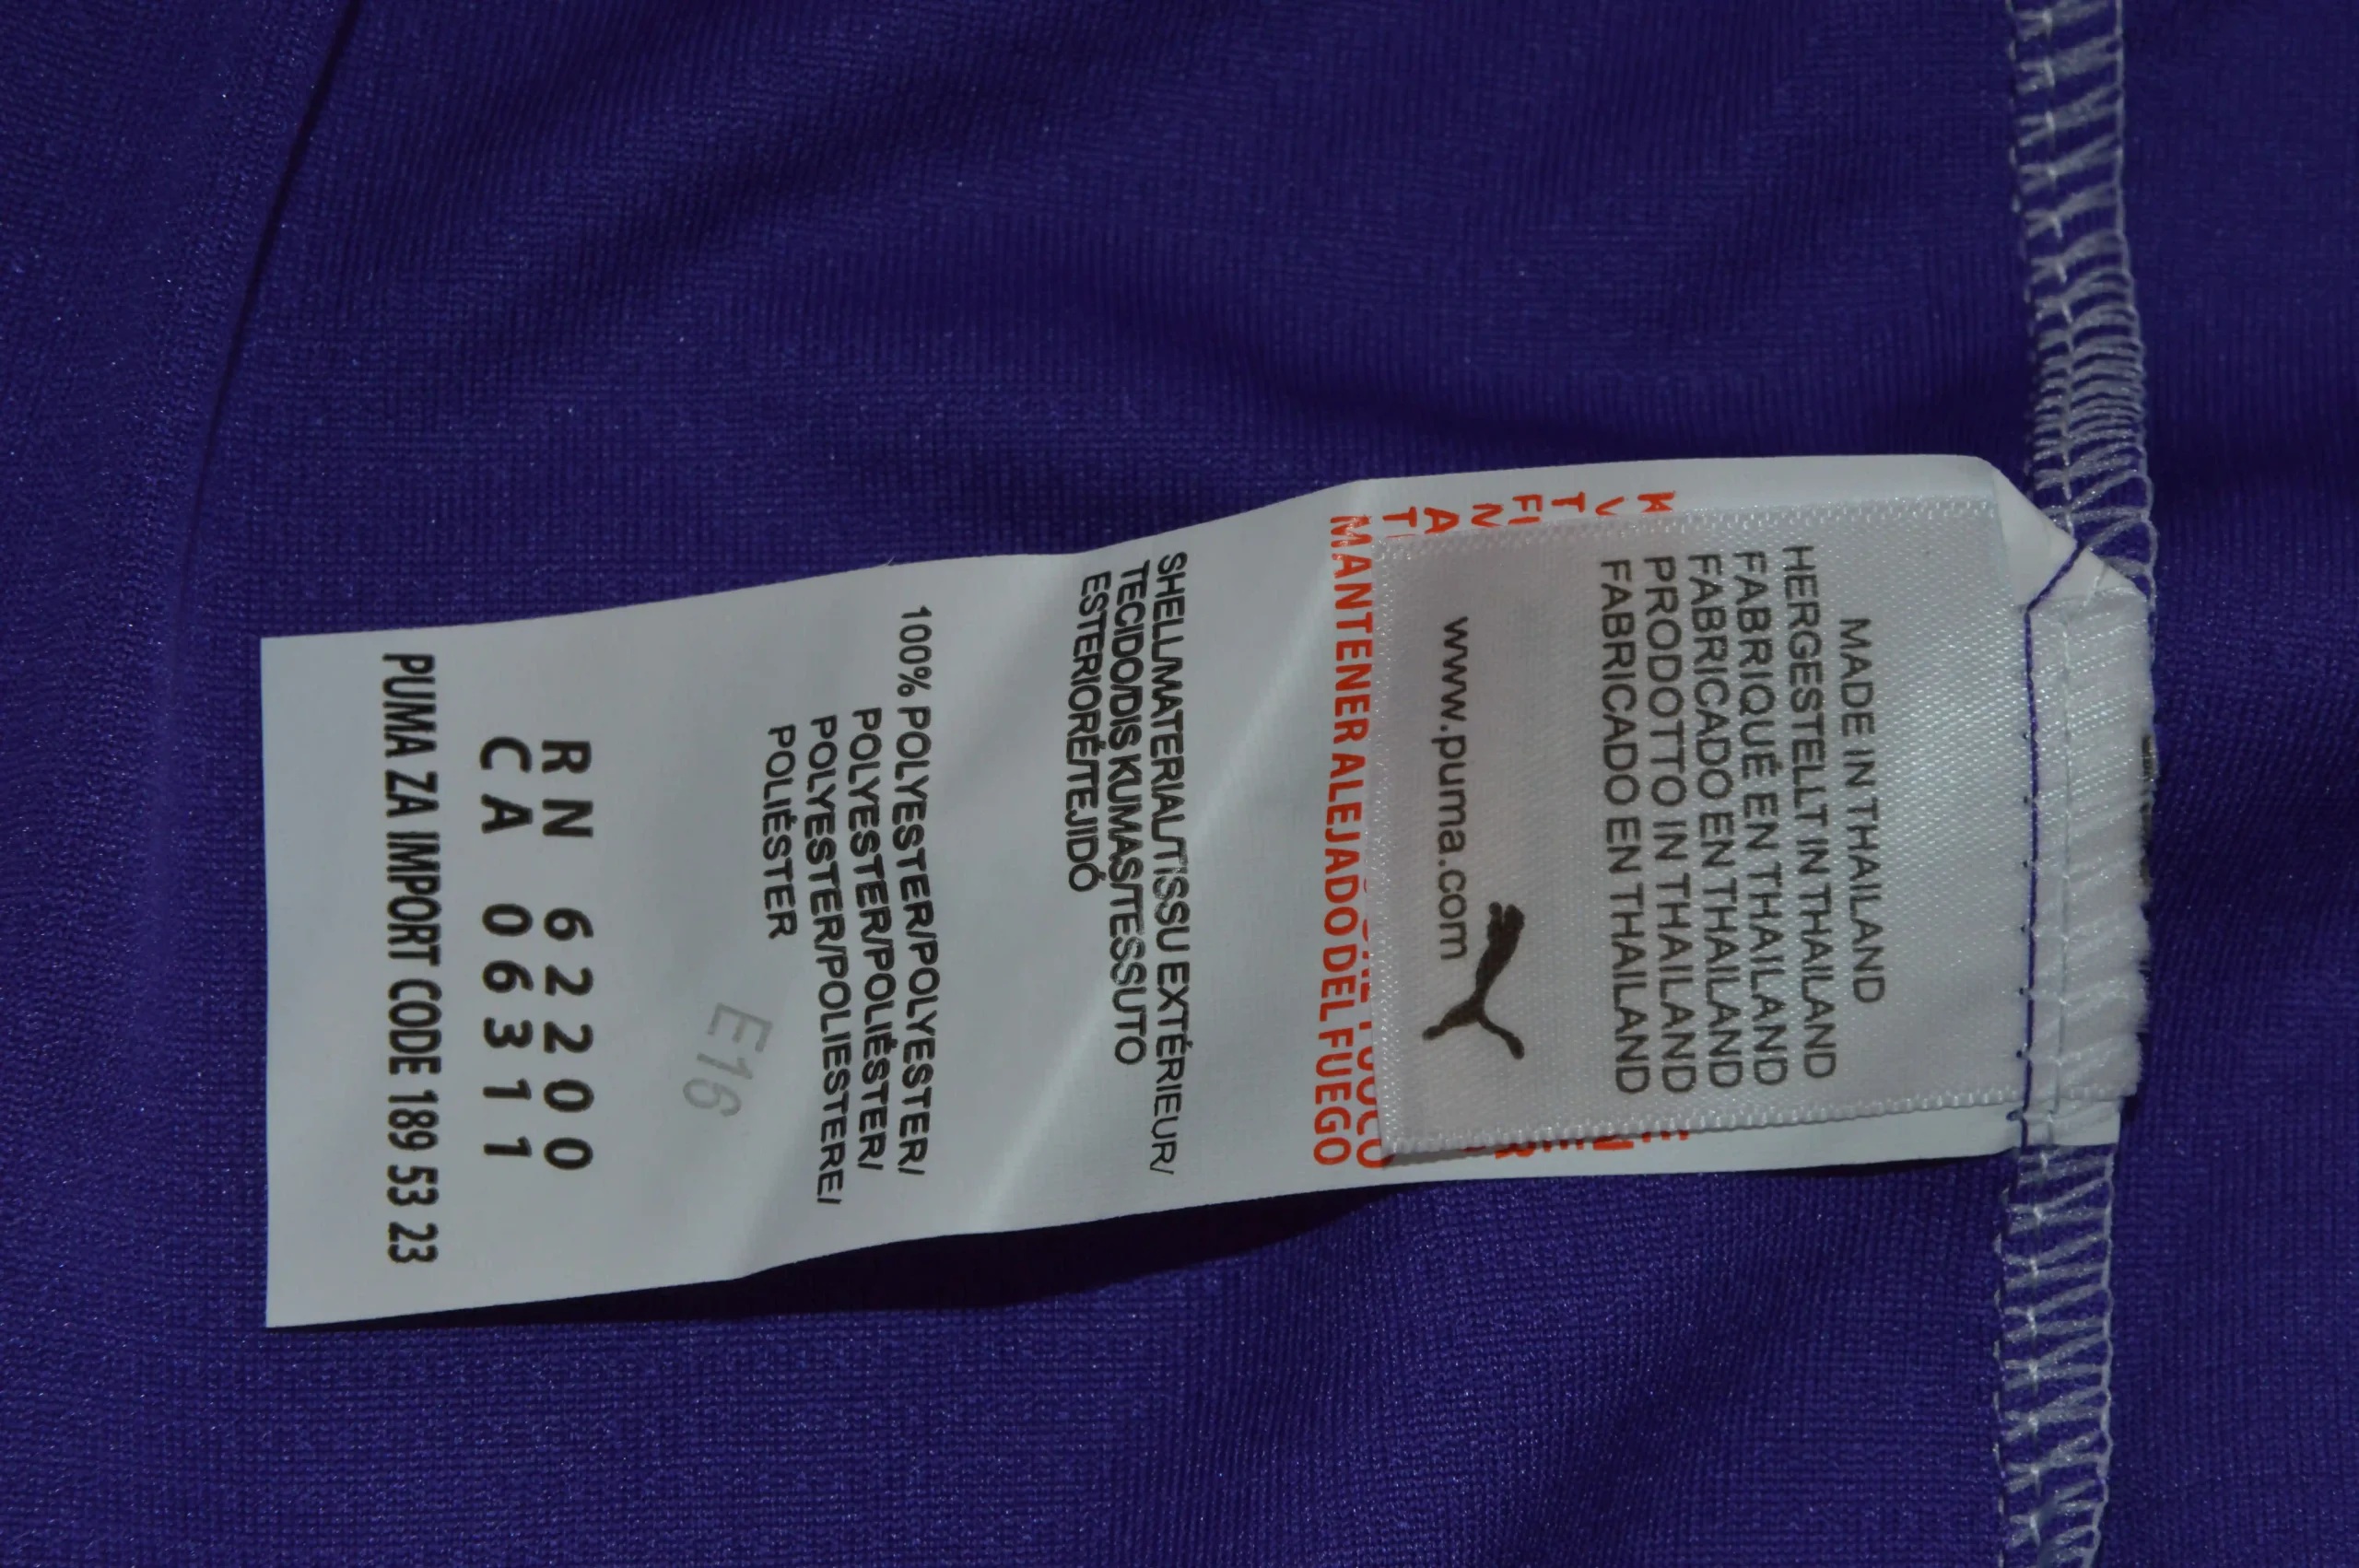 MADE IN THAILAND
HERGESTELLT IN THAILAND
FABRIQUÉ EN THAILAND
FABRICADO EN THAILAND
PRODOTTO IN THAILAND
FABRICADO EN THAILAND
www.puma.com
MANTENER ALEJADO DEL FUEGO
SHELL/MATERIAL/TISSU EXTÉRIEUR/
TECIDO/DIS KUMAS/TESSUTO
ESTERIORE/TEJIDO
100% POLYESTER/POLYESTER/
POLYESTER/POLIÉSTER/
POLYESTER/POLIESTERE/
POLIÉSTER
E16
RN 62200
CA 06311
PUMA ZA IMPORT CODE 189 53 23